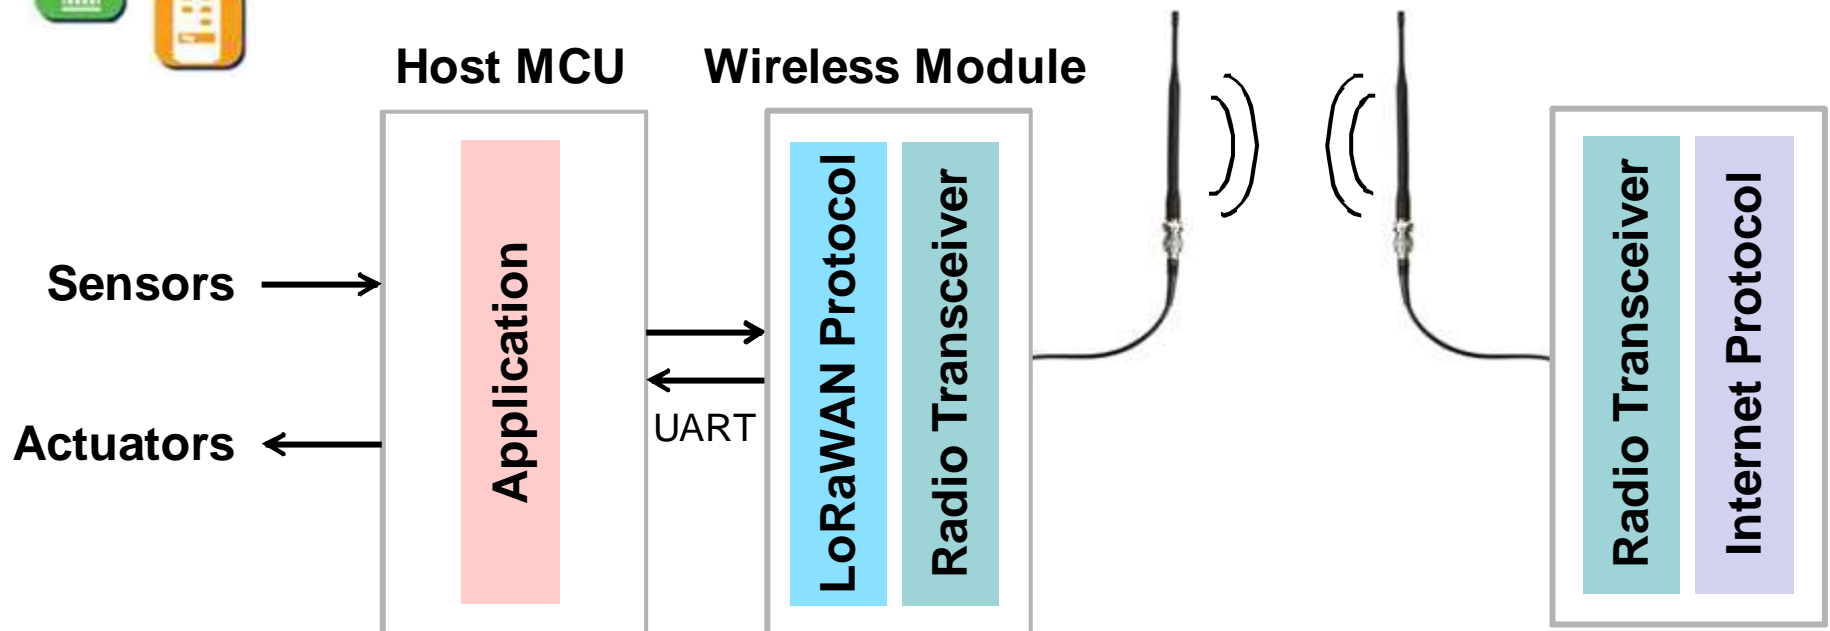 Host MCU
Wireless Module
Sensors
Actuators
Application
UART
LoRaWAN Protocol
Radio Transceiver
Radio Transceiver
Internet Protocol